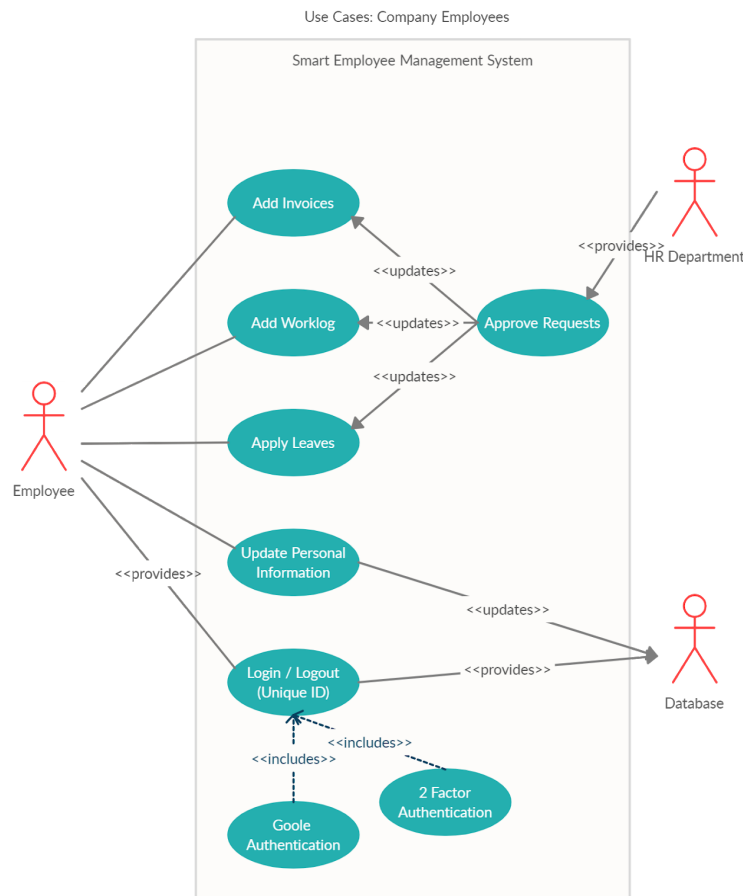 Use Cases: Company Employees
Smart Employee Management System
Add Invoices
<<updates>>
<<provides>>
HR Department
Add Worklog
<<updates>>
Approve Requests
<<updates>>
Apply Leaves
Employee
Update Personal
Information
<<provides>>
<<updates>>
Login / Logout
(Unique ID)
<<provides>>
Database
<<includes>>
<<includes>>
2 Factor
Authentication
Goole
Authentication